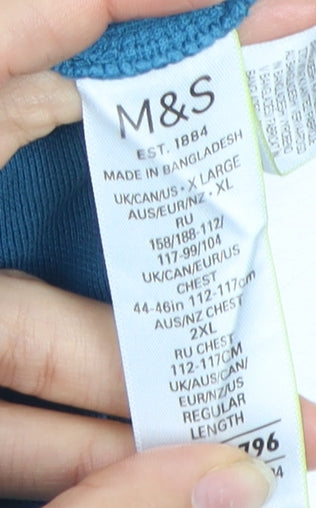 M&S
EST. 1884
MADE IN BANGLADESH
UK/CAN/US · X LARGE
AUS/EUR/NZ · XL
RU
158/188-112/
117-99/104
UK/CAN/EUR/US
CHEST
44-46in 112-117cm
AUS/NZ CHEST
2XL
RU CHEST
112-117CM
UK/AUS/CAN/
EUR/NZ/US
REGULAR
LENGTH
796